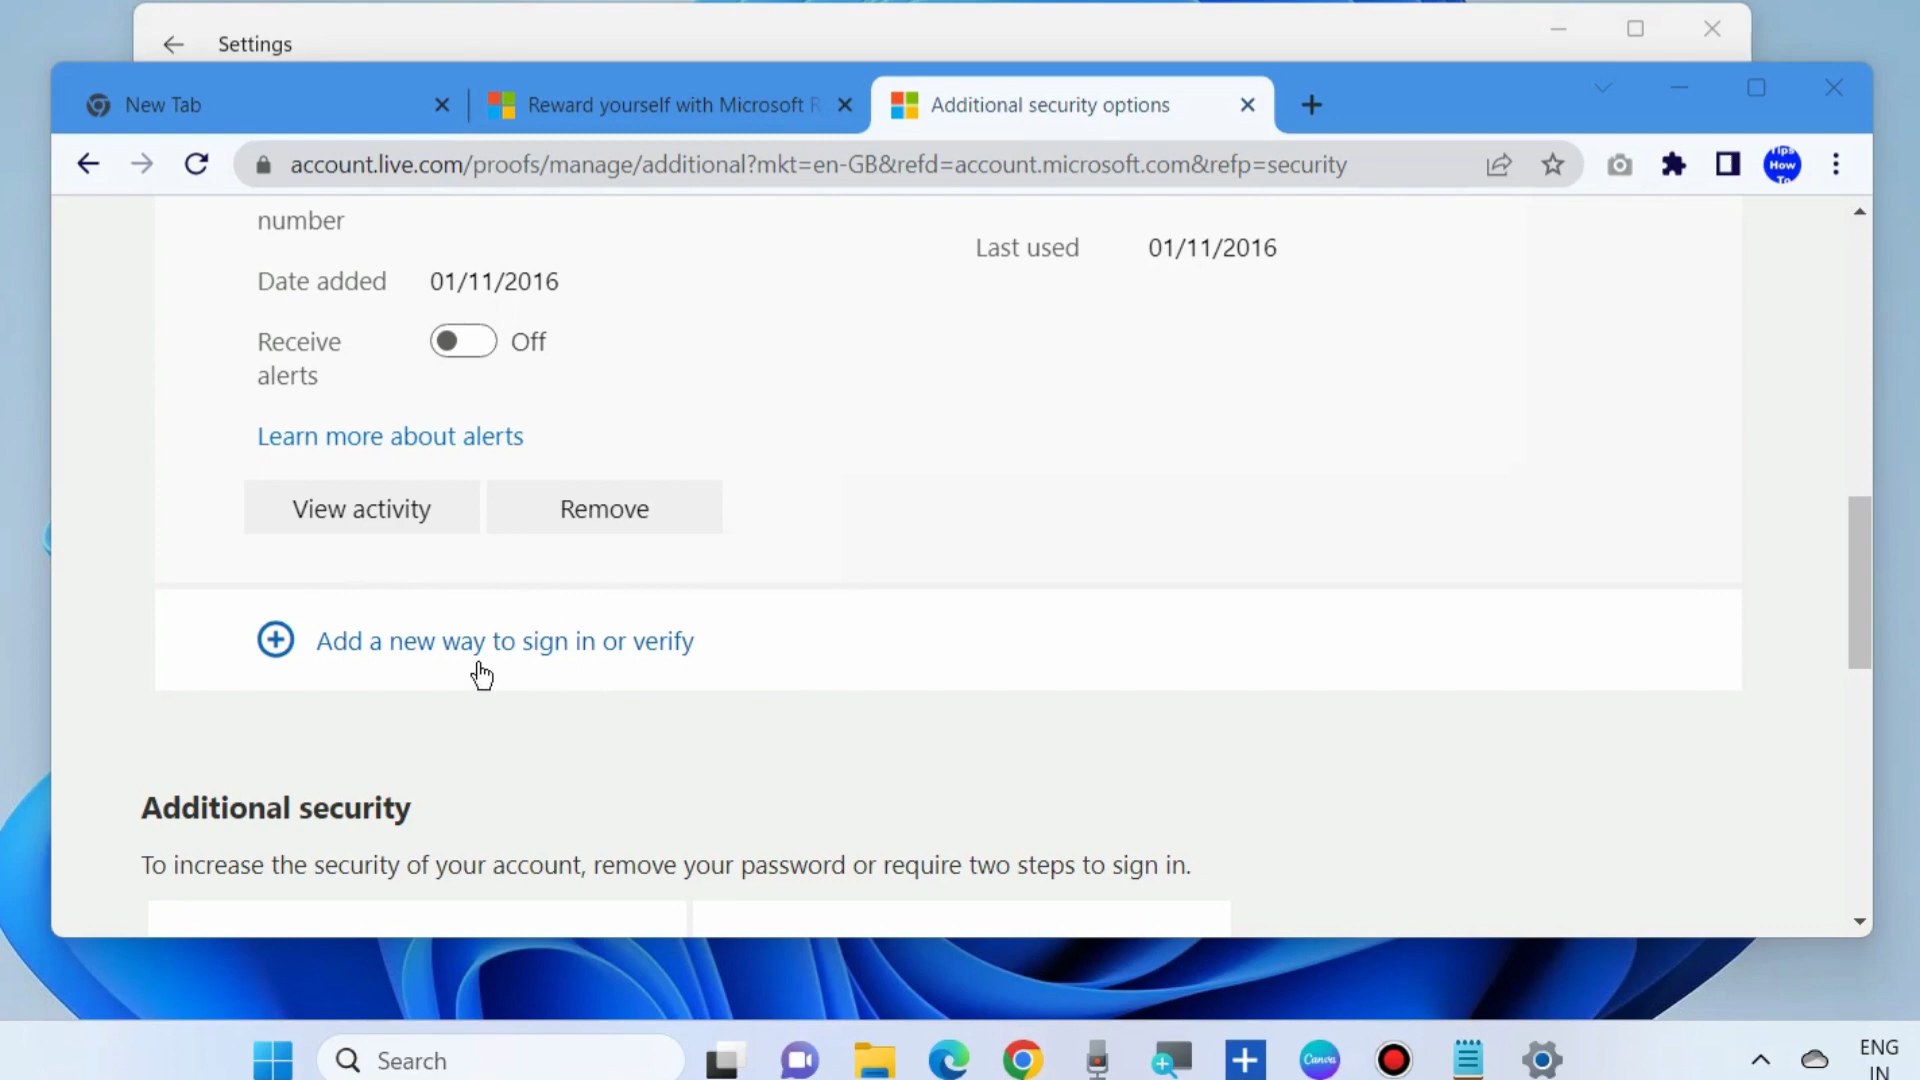 Settings
New Tab
Reward yourself with Microsoft R
Additional security options
account.live.com/proofs/manage/additional?mkt=en-GB&refd=account.microsoft.com&refp=security
Tips
How
To
number
Last used 01/11/2016
Date added 01/11/2016
Receive
alerts
Off
Learn more about alerts
View activity
Remove
Add a new way to sign in or verify
Additional security
To increase the security of your account, remove your password or require two steps to sign in.
Search
Canva
ENG
IN